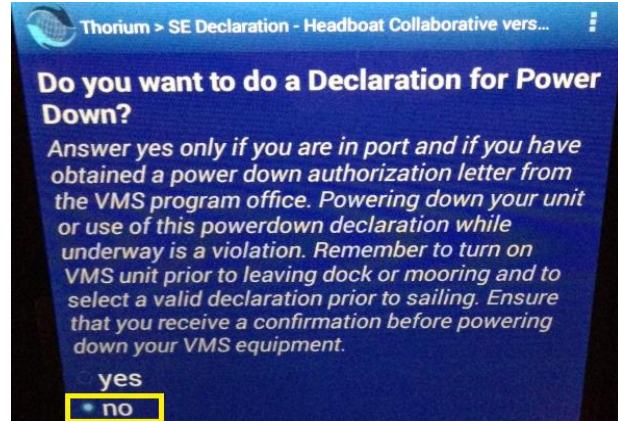 Thorium > SE Declaration - Headboat Collaborative vers...
Do you want to do a Declaration for Power
Down?
Answer yes only if you are in port and if you have
obtained a power down authorization letter from
the VMS program office. Powering down your unit
or use of this powerdown declaration while
underway is a violation. Remember to turn on
VMS unit prior to leaving dock or mooring and to
select a valid declaration prior to sailing. Ensure
that you receive a confirmation before powering
down your VMS equipment.
yes
no